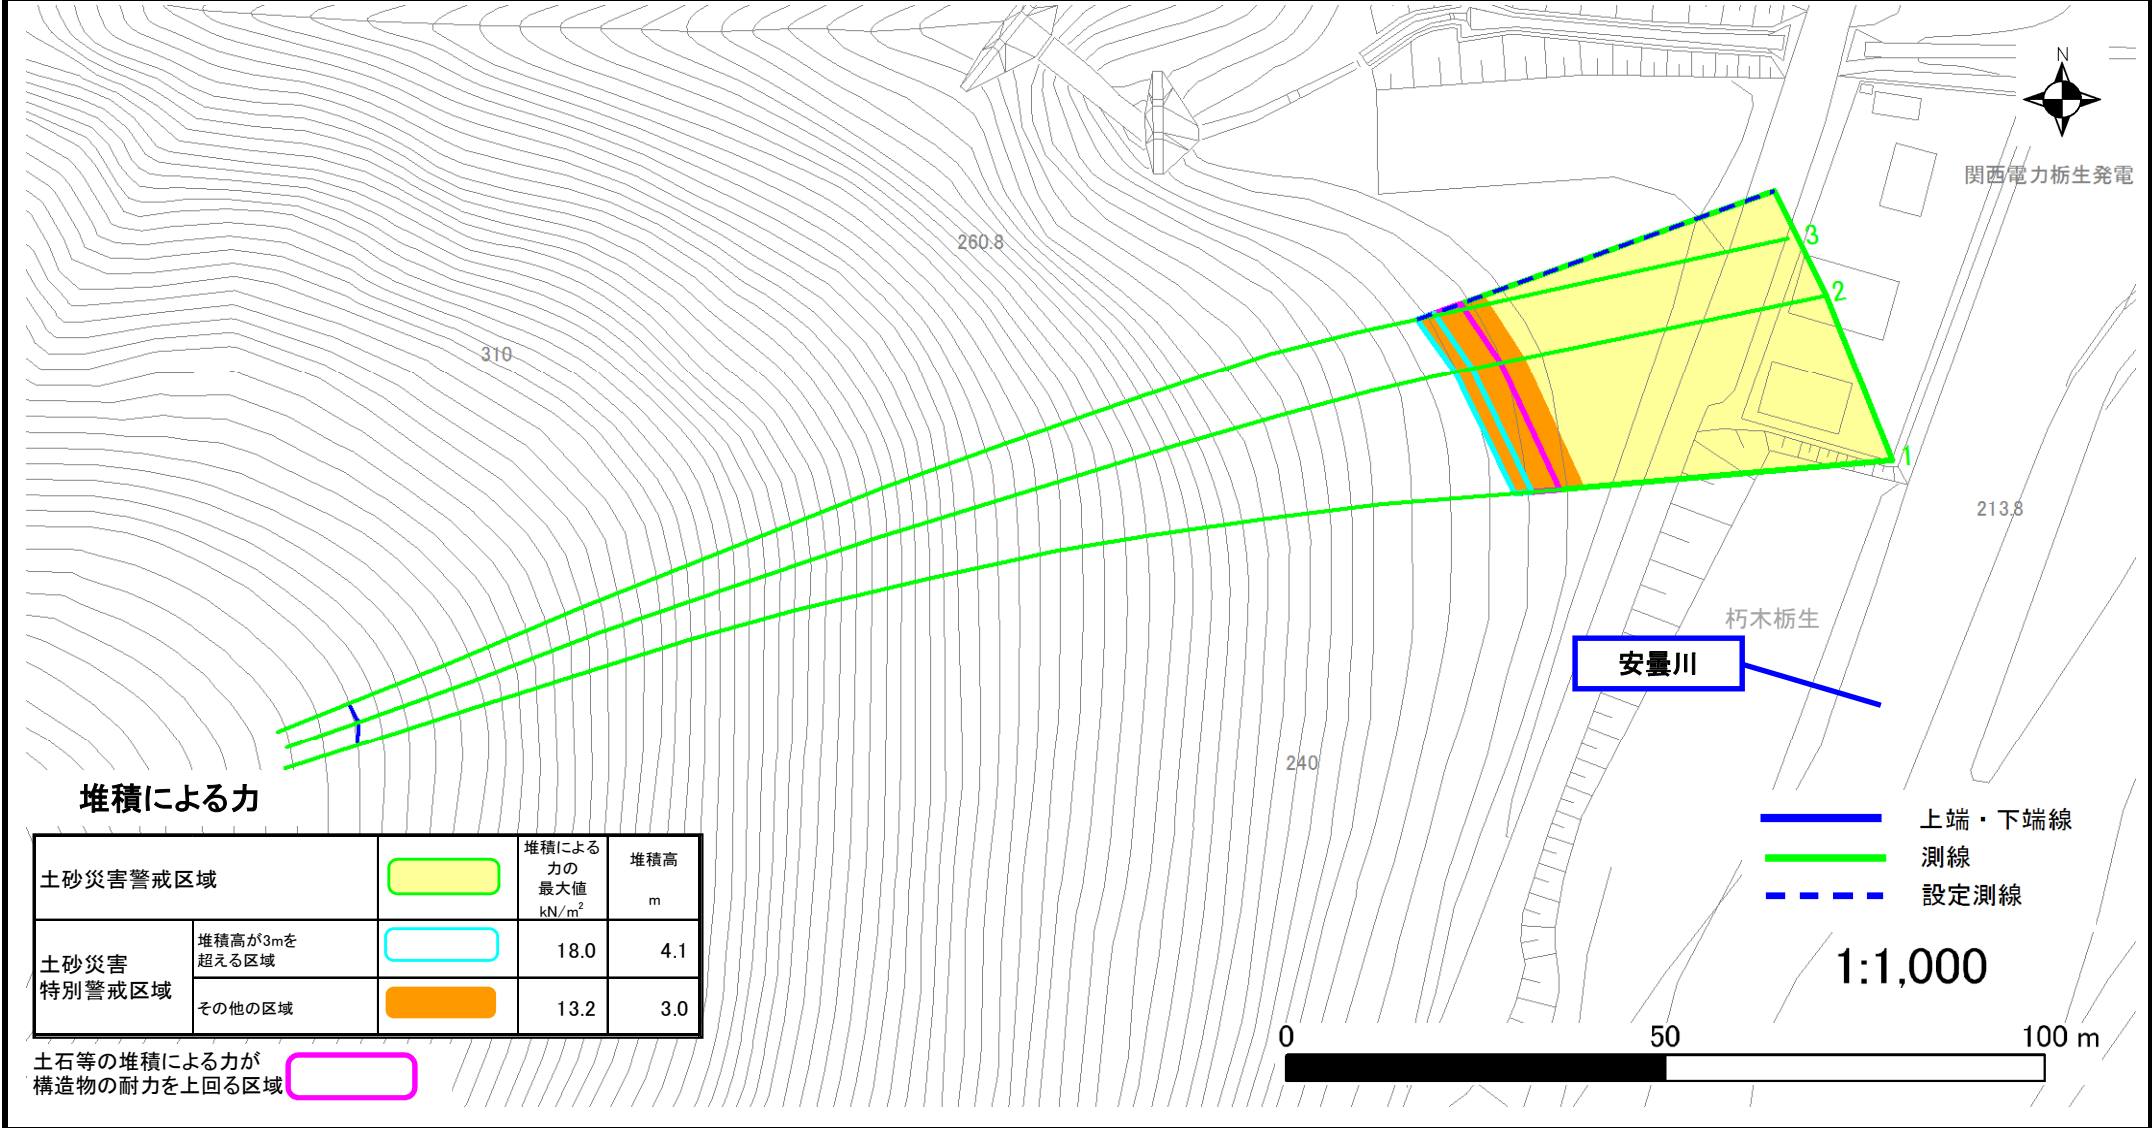 N
関西電力栃生発電
260.8
3
2
310
1
213.8
朽木栃生
安曇川
240
堆積による力
土砂災害警戒区域
堆積による
力の
最大値
kN/m²
堆積高
m
土砂災害
特別警戒区域
堆積高が3mを
超える区域
18.0
4.1
その他の区域
13.2
3.0
土石等の堆積による力が
構造物の耐力を上回る区域
上端・下端線
測線
設定測線
1:1,000
0 50 100 m